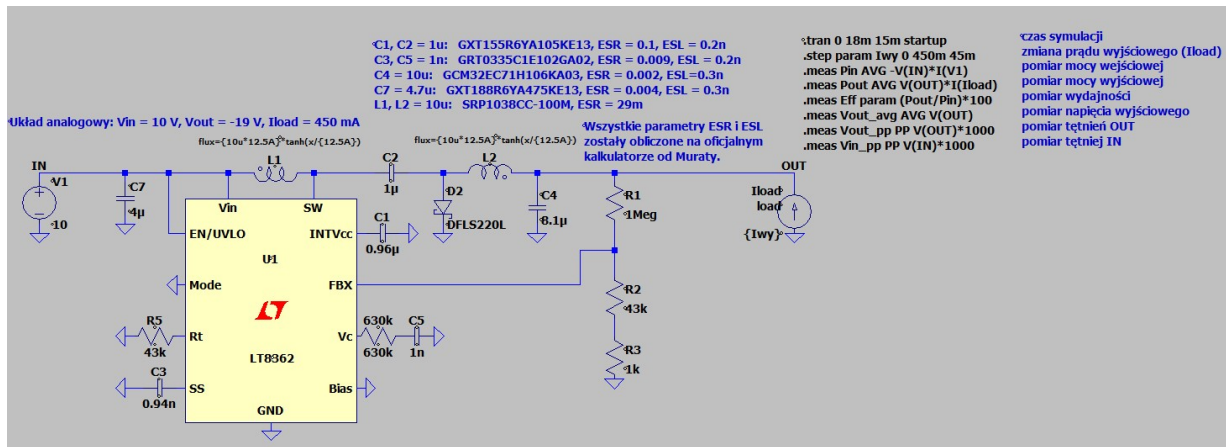 C1, C2 = 1u: GXT155R6YA105KE13, ESR = 0.1, ESL = 0.2n
C3, C5 = 1n: GRT0335C1E102GA02, ESR = 0.009, ESL = 0.2n
C4 = 10u: GCM32EC71H106KA03, ESR = 0.002, ESL=0.3n
C7 = 4.7u: GXT188R6YA475KE13, ESR = 0.004, ESL = 0.3n
L1, L2 = 10u: SRP1038CC-100M, ESR = 29m
.tran 0 18m 15m startup
.step param Iwy 0 450m 45m
.meas Pin AVG -V(IN)*I(V1)
.meas Pout AVG V(OUT)*I(Iload)
.meas Eff param (Pout/Pin)*100
.meas Vout_avg AVG V(OUT)
.meas Vout_pp PP V(OUT)*1000
.meas Vin_pp PP V(IN)*1000
czas symulacji
zmiana prądu wyjściowej (Iload)
pomiar mocy wejściowej
pomiar mocy wyjściowej
pomiar wydajności
pomiar napięcia wyjściowego
pomiar tętnień OUT
pomiar tętniej IN
Układ analogowy: Vin = 10 V, Vout = -19 V, Iload = 450 mA
Wszystkie parametry ESR i ESL
zostały obliczone na oficjalnym
kalkulatorze od Muraty.
flux={10u*12.5A}*tanh(x/{12.5A})
flux={10u*12.5A}*tanh(x/{12.5A})
IN
L1
C2
L2
OUT
V1
10
C7
4µ
1µ
D2
DFLS220L
C4
8.1µ
R1
1Meg
Iload
load
{Iwy}
Vin
SW
EN/UVLO
INTVcc
C1
0.96µ
U1
Mode
FBX
R2
43k
R5
43k
Rt
LT8362
Vc
630k
630k
C5
1n
R3
1k
C3
0.94n
SS
Bias
GND